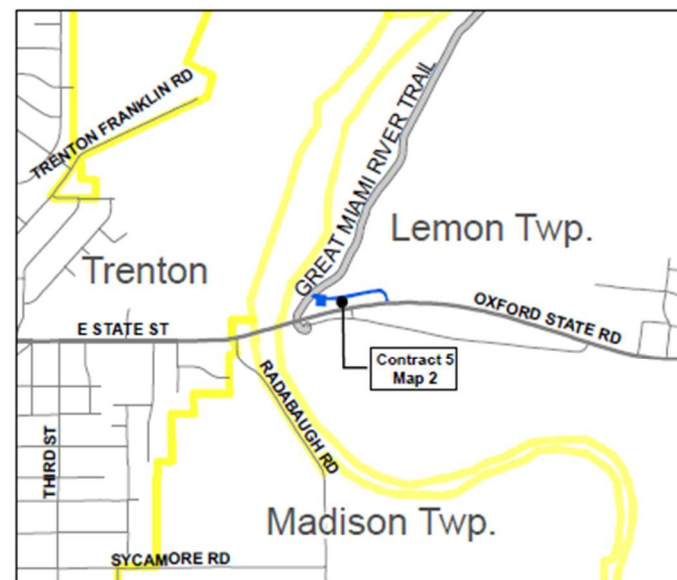 TRENTON FRANKLIN RD
GREAT MIAMI RIVER TRAIL
Lemon Twp.
Trenton
E STATE ST
OXFORD STATE RD
Contract 5
Map 2
RADABAUGH RD
THIRD ST
Madison Twp.
SYCAMORE RD